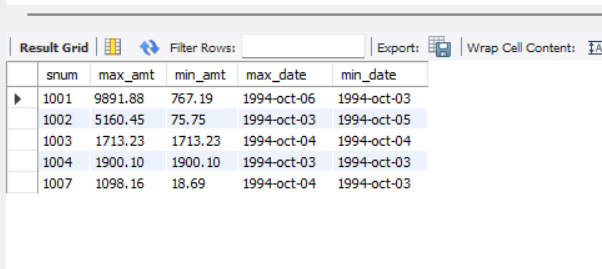 Result Grid Filter Rows: Export: Wrap Cell Content: IA
snum max_amt min_amt max_date min_date
1001 9891.88 767.19 1994-oct-06 1994-oct-03
1002 5160.45 75.75 1994-oct-03 1994-oct-05
1003 1713.23 1713.23 1994-oct-04 1994-oct-04
1004 1900.10 1900.10 1994-oct-03 1994-oct-03
1007 1098.16 18.69 1994-oct-04 1994-oct-03